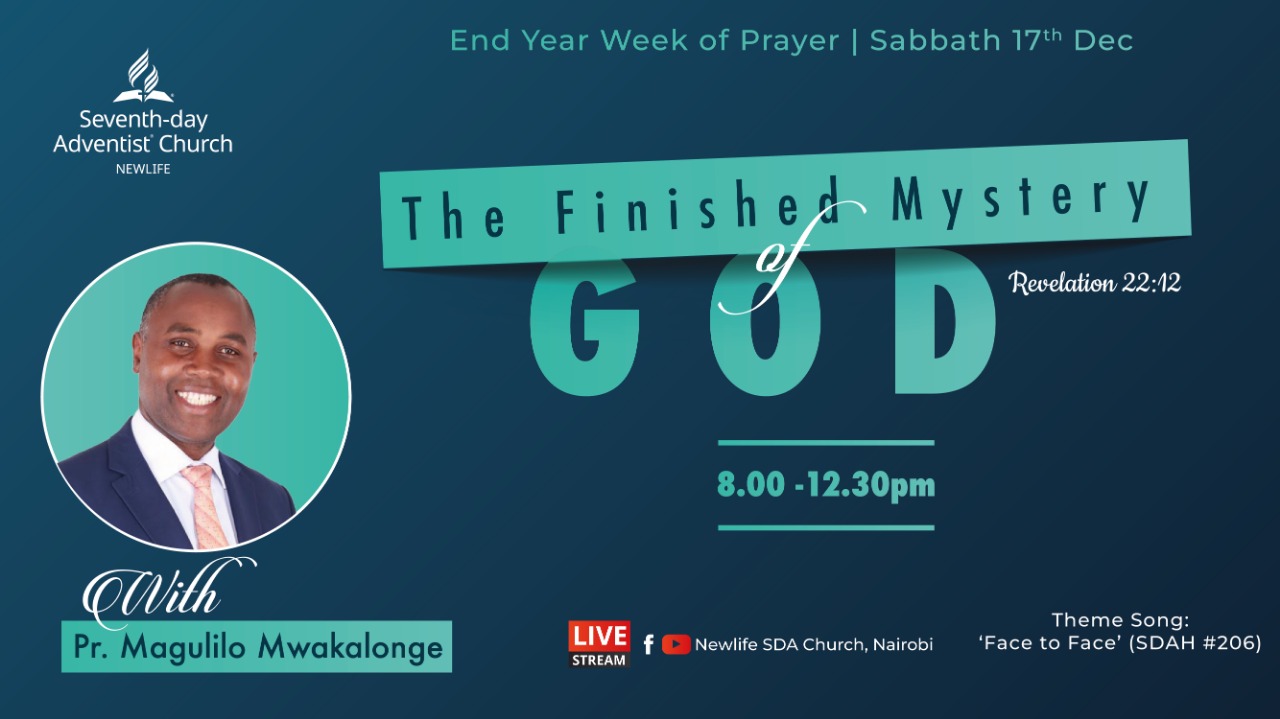 End Year Week of Prayer | Sabbath 17th Dec
Seventh-day
Adventist® Church
NEWLIFE
The Finished Mystery
of
GOD
Revelation 22:12
8.00 -12.30pm
With
Pr. Magulilo Mwakalonge
LIVE
STREAM
f Newlife SDA Church, Nairobi
Theme Song:
‘Face to Face’ (SDAH #206)